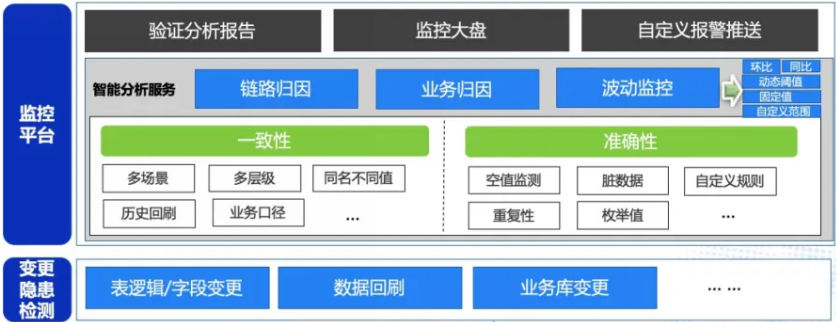 监控
平台
验证分析报告
监控大盘
自定义报警推送
智能分析服务
链路归因
业务归因
波动监控
环比
同比
动态阈值
固定值
自定义范围
一致性
准确性
多场景
多层级
同名不同值
空值监测
脏数据
自定义规则
历史回刷
业务口径
...
重复性
枚举值
...
变更
隐患
检测
表逻辑/字段变更
数据回刷
业务库变更
... ...